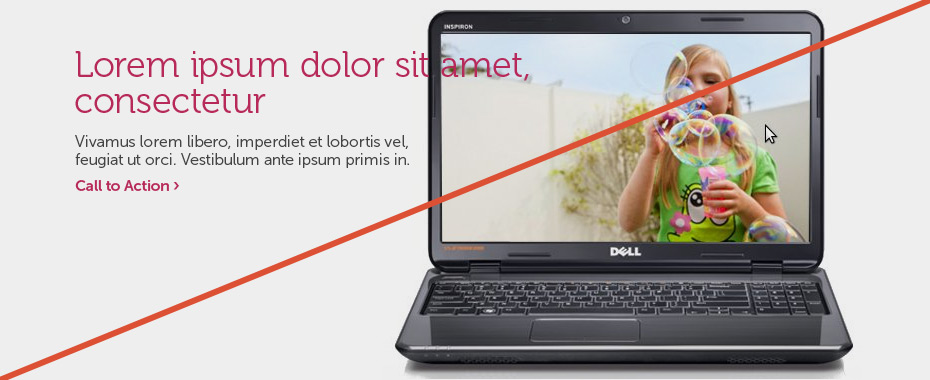 INSPIRON
Lorem ipsum dolor sit amet,
consectetur
Vivamus lorem libero, imperdiet et lobortis vel,
feugiat ut orci. Vestibulum ante ipsum primis in.
Call to Action ›
DELL